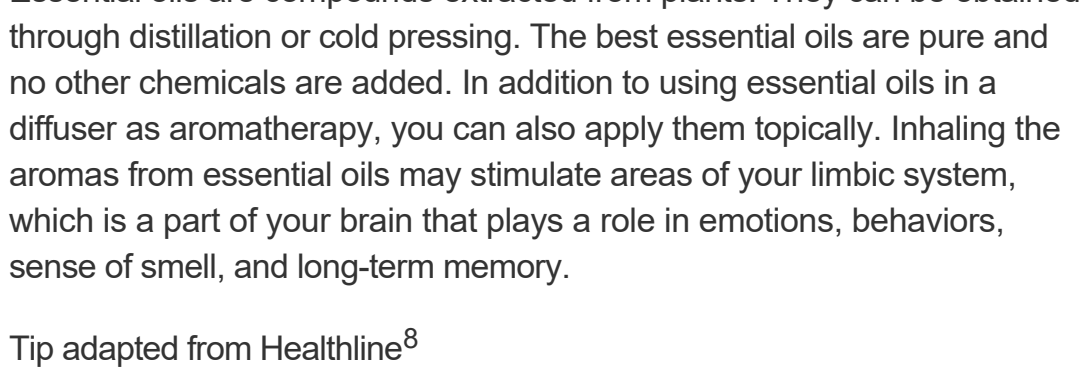 Essential oils are compounds extracted from plants. They can be obtained
through distillation or cold pressing. The best essential oils are pure and
no other chemicals are added. In addition to using essential oils in a
diffuser as aromatherapy, you can also apply them topically. Inhaling the
aromas from essential oils may stimulate areas of your limbic system,
which is a part of your brain that plays a role in emotions, behaviors,
sense of smell, and long-term memory.
Tip adapted from Healthline8